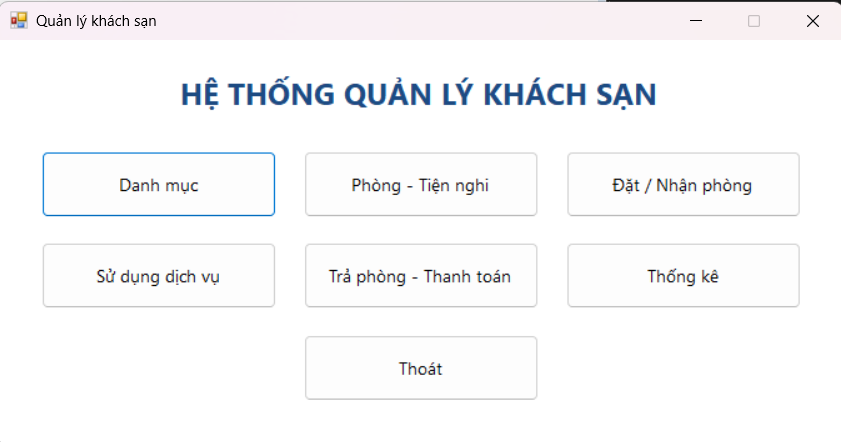 Quản lý khách sạn
HỆ THỐNG QUẢN LÝ KHÁCH SẠN
Danh mục
Phòng - Tiện nghi
Đặt / Nhận phòng
Sử dụng dịch vụ
Trả phòng - Thanh toán
Thống kê
Thoát